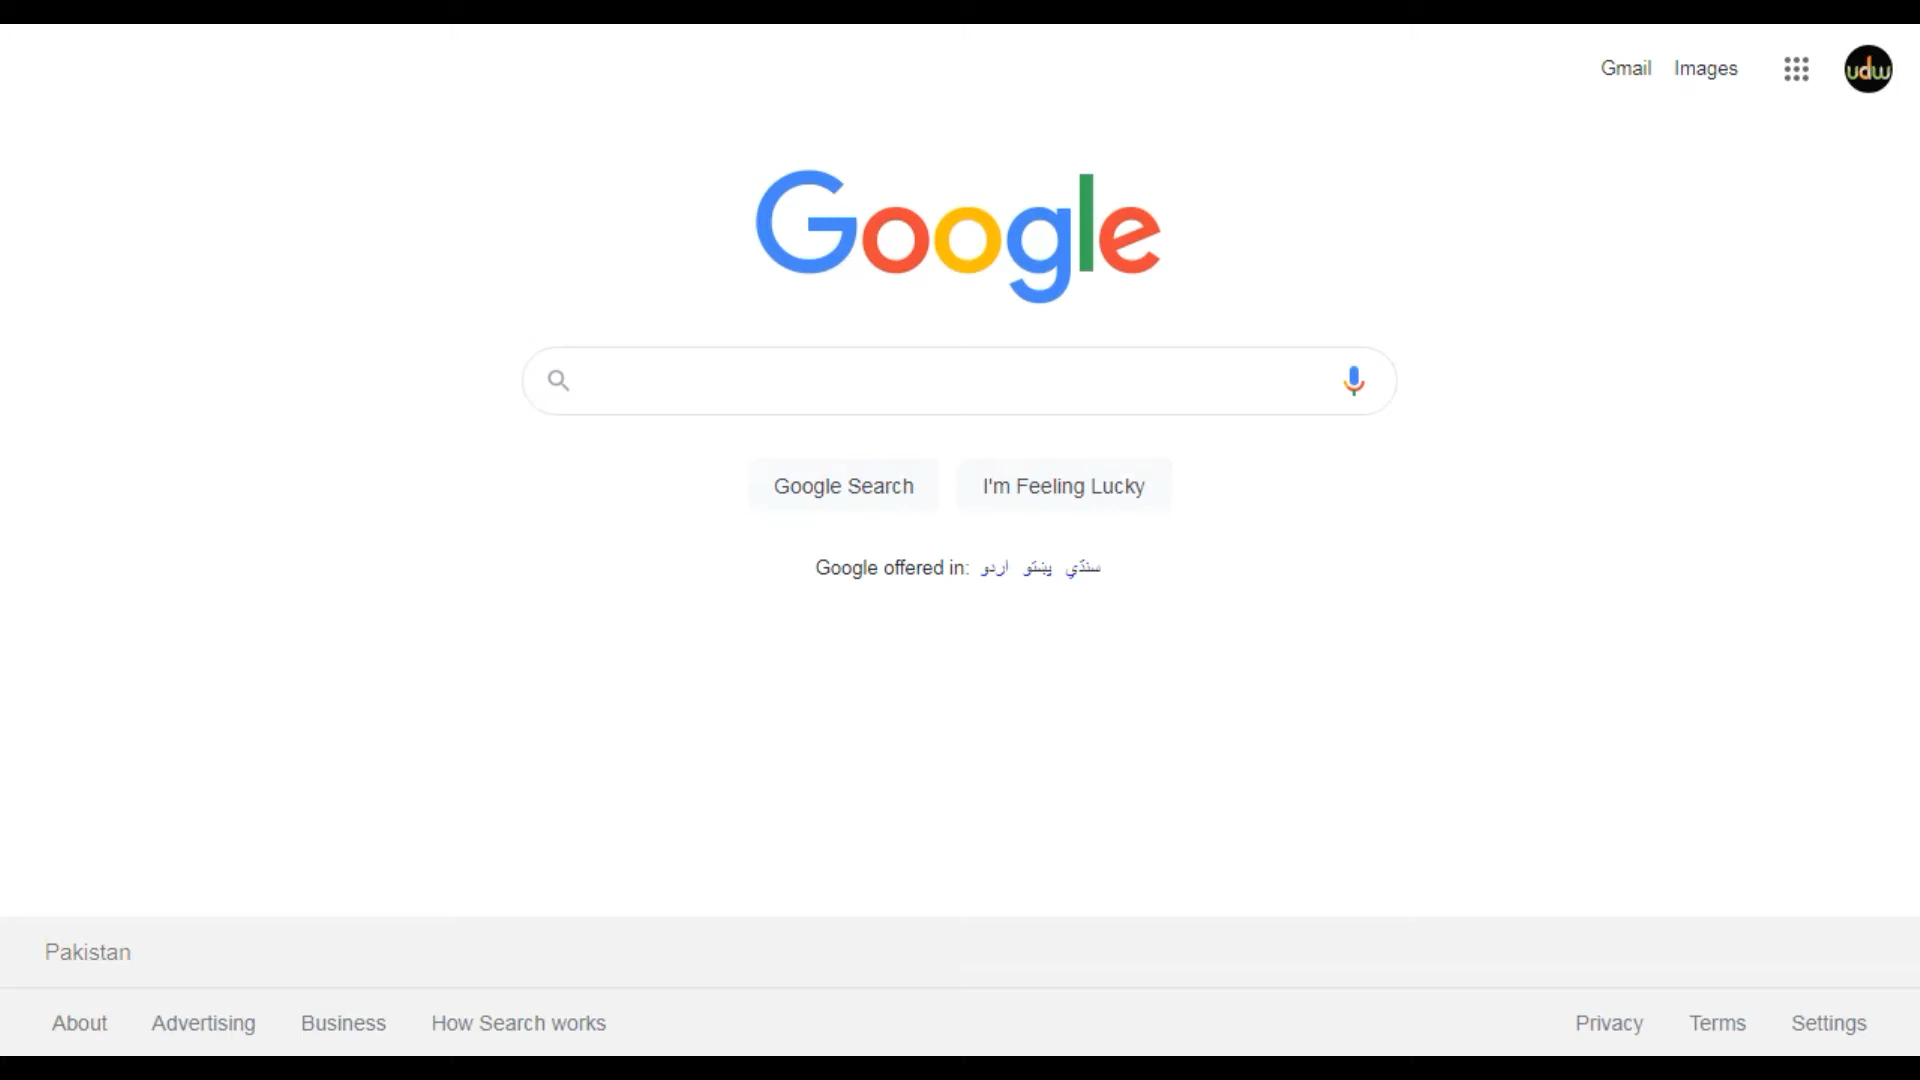 Gmail Images
udw
Google
Google Search I'm Feeling Lucky
Google offered in: اردو پښتو سنڌي
Pakistan
About Advertising Business How Search works Privacy Terms Settings